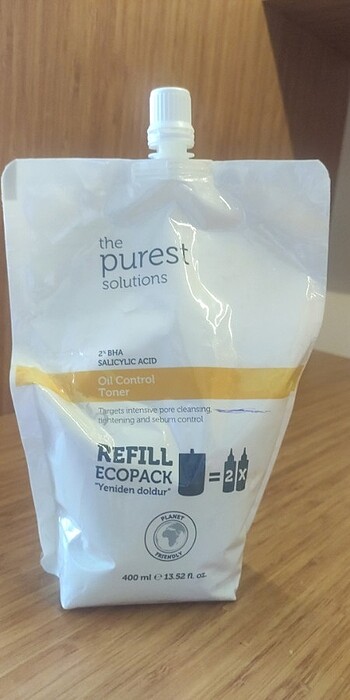 the
purest
solutions
2% BHA
SALICYLIC ACID
Oil Control
Toner
Targets intensive pore cleansing,
tightening and sebum control
REFILL
ECOPACK
"Yeniden doldur"
= 2X
PLANET
FRIENDLY
400 ml ℮ 13.52 fl. oz.